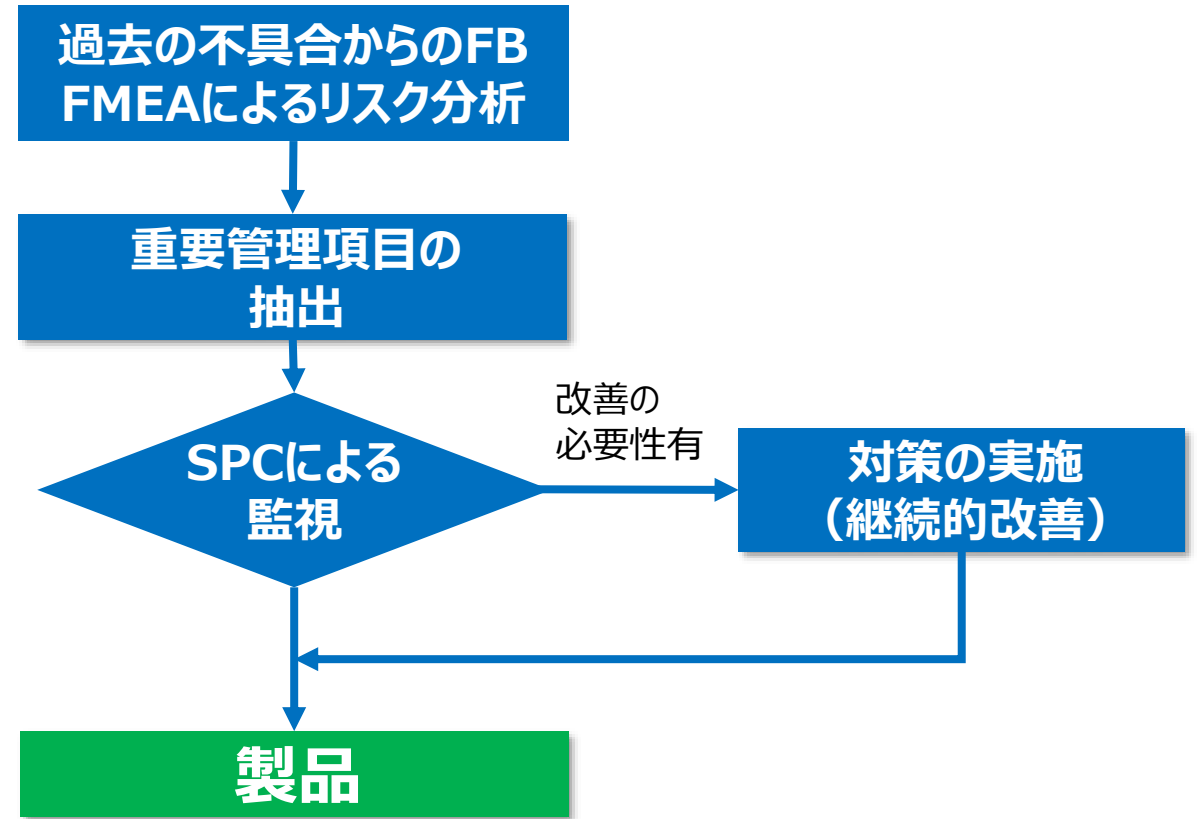 過去の不具合からのFB
FMEAによるリスク分析
重要管理項目の
抽出
SPCによる
監視
改善の
必要性有
対策の実施
（継続的改善）
製品